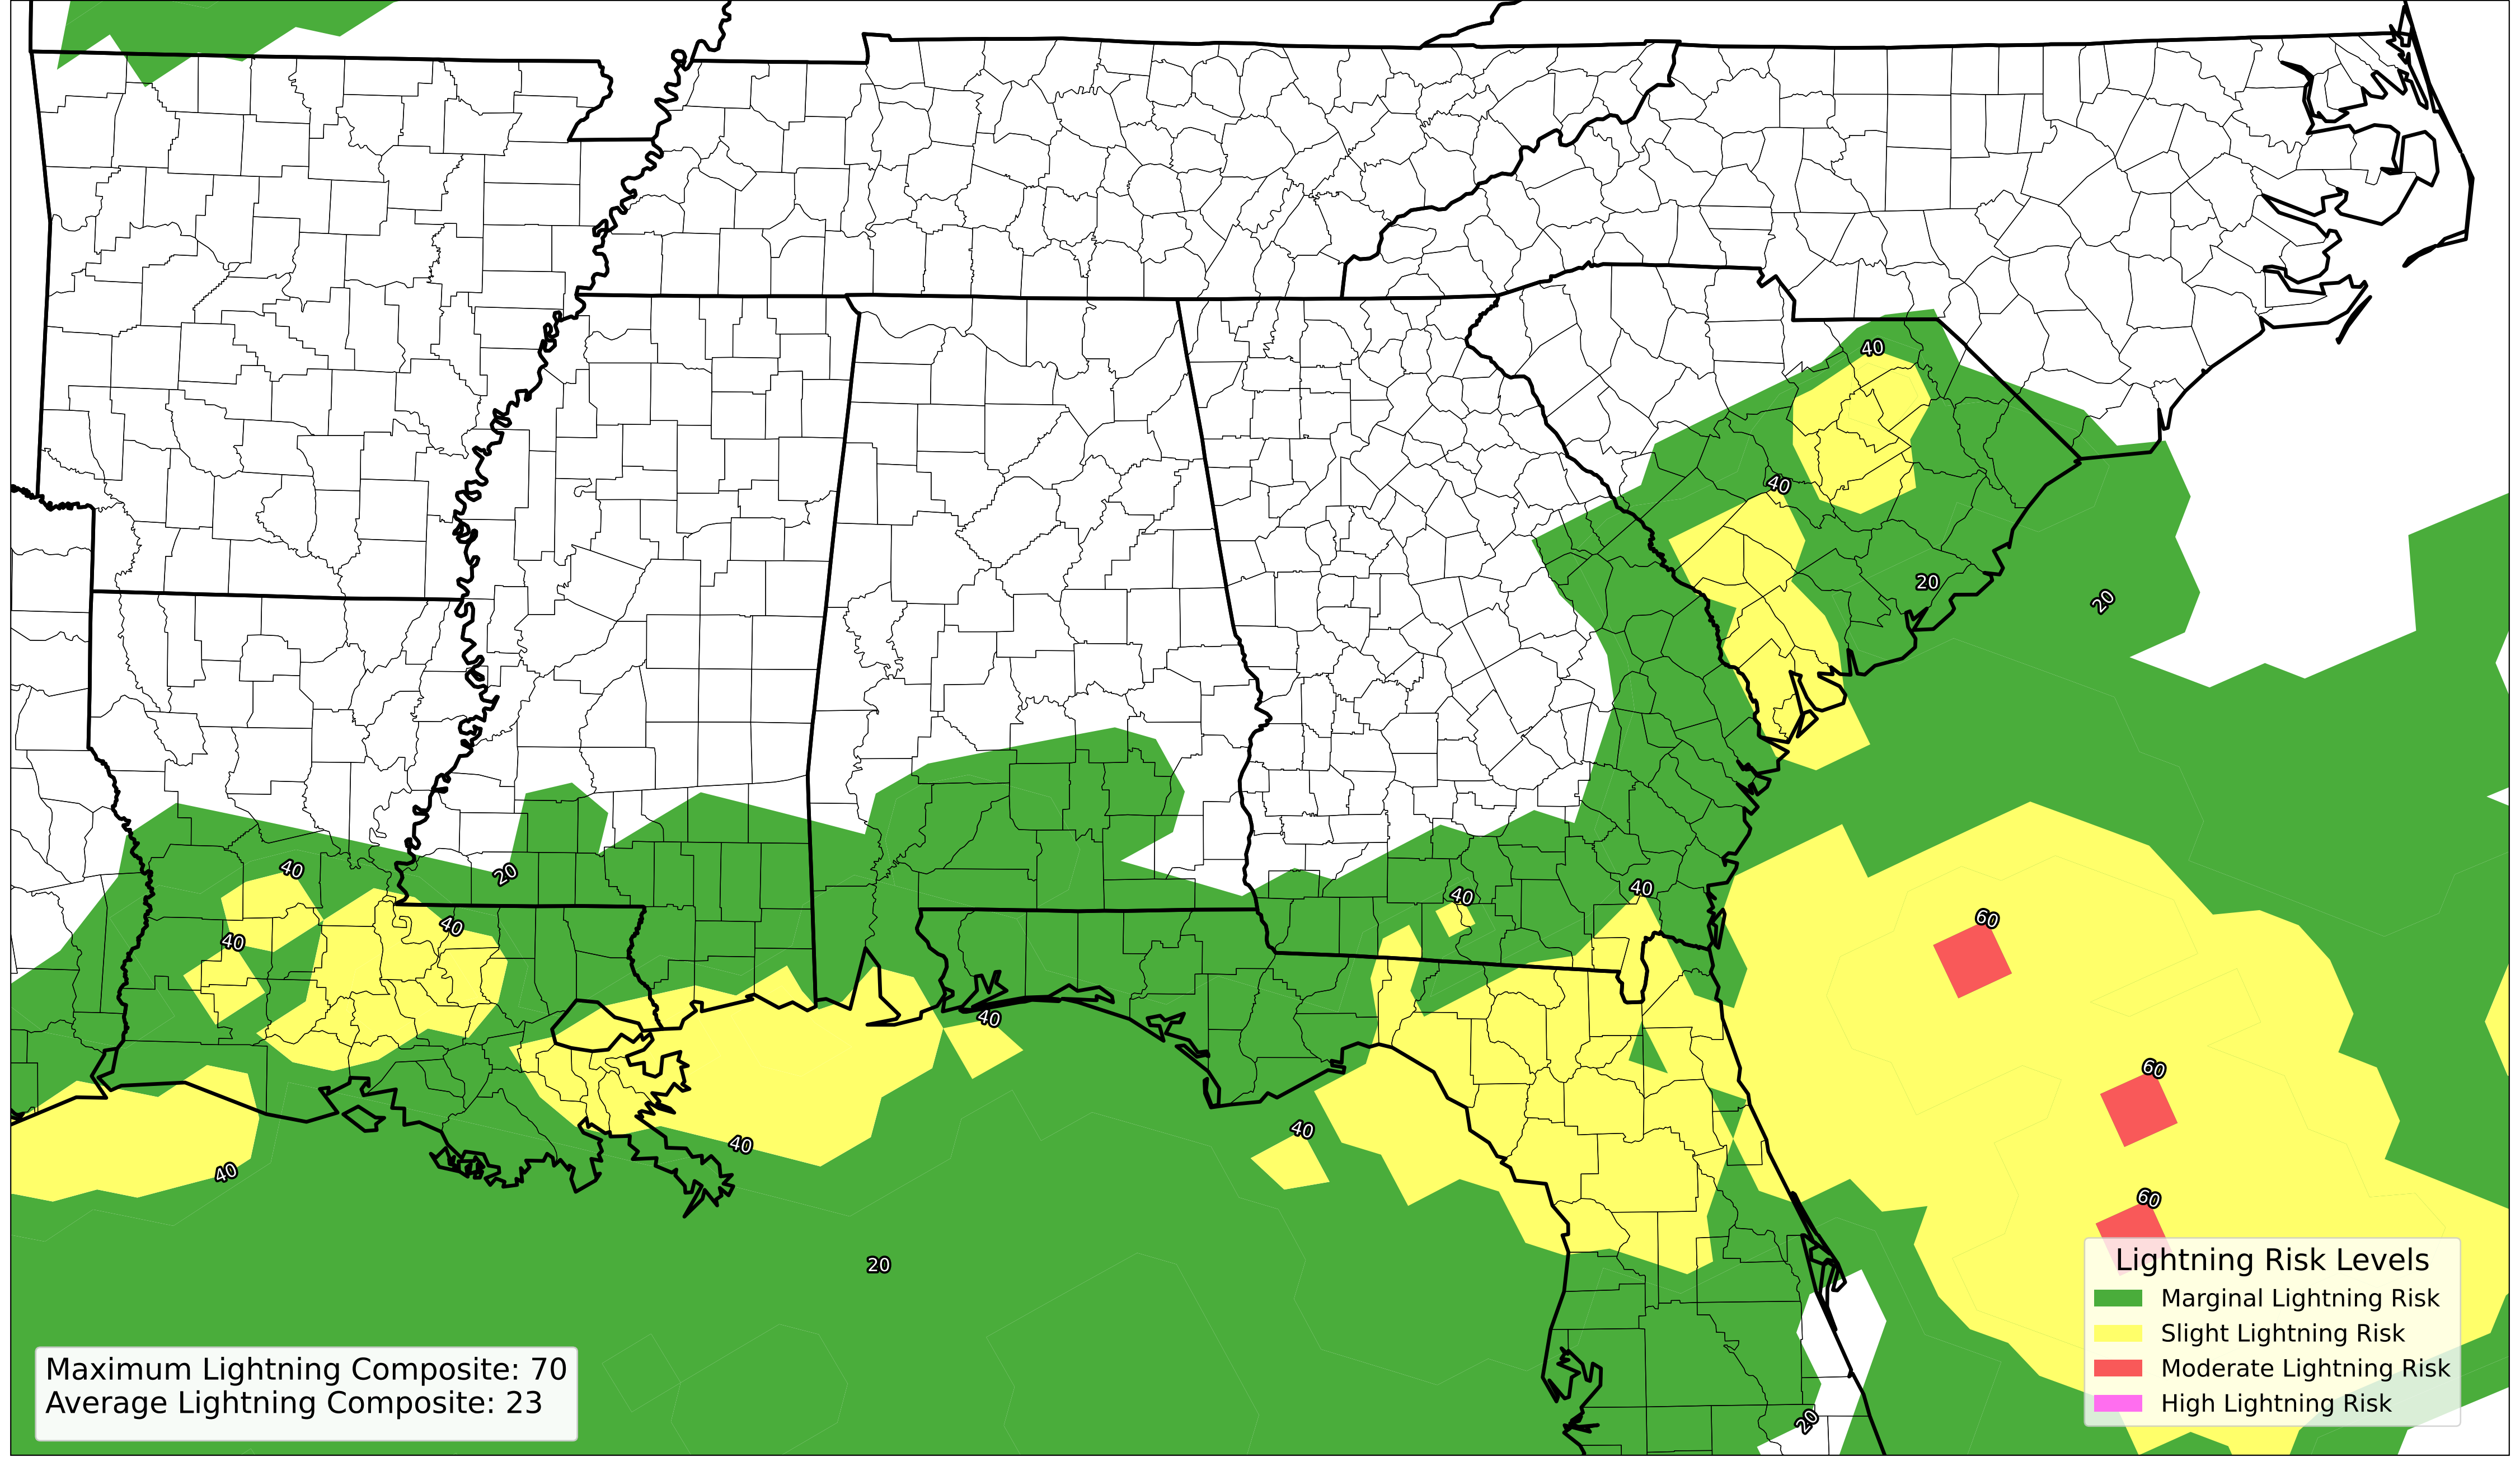 40
40
20
20
40
40
20
40
40
40
60
40
40
60
40
40
40
60
20
Lightning Risk Levels
Marginal Lightning Risk
Slight Lightning Risk
Moderate Lightning Risk
High Lightning Risk
Maximum Lightning Composite: 70
Average Lightning Composite: 23
20